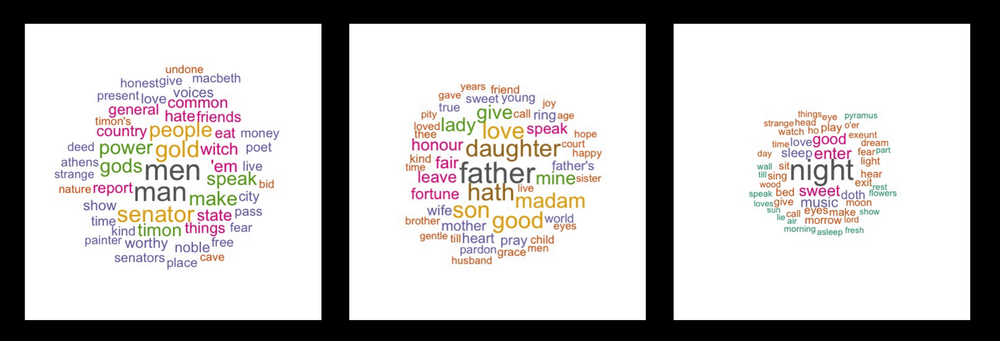 undone
honest give macbeth
present love voices
common
general hate friends
timon's
country people eat money
deed power gold witch poet
athens gods men 'em live
strange speak bid
nature report man make city
show senator state pass
time kind timon things fear
painter worthy noble free
senators place cave
years friend
gave sweet young joy
true give call ring age
pity lady love speak
loved
thee hope
honour daughter court
happy
kind fair father father's
time leave mine sister
fortune hath live madam
wife son good world
brother mother eyes
gentle till heart pray child
pardon grace men
husband
things eye pyramus
strange head play o'er
watch ho
love good exeunt
time dream
day sleep enter fear part
wall sit night light
till sing hear
wood exit rest
speak bed sweet doth flowers
loves give music moon
sun call eyes make show
lie air morrow lord
morning asleep fresh